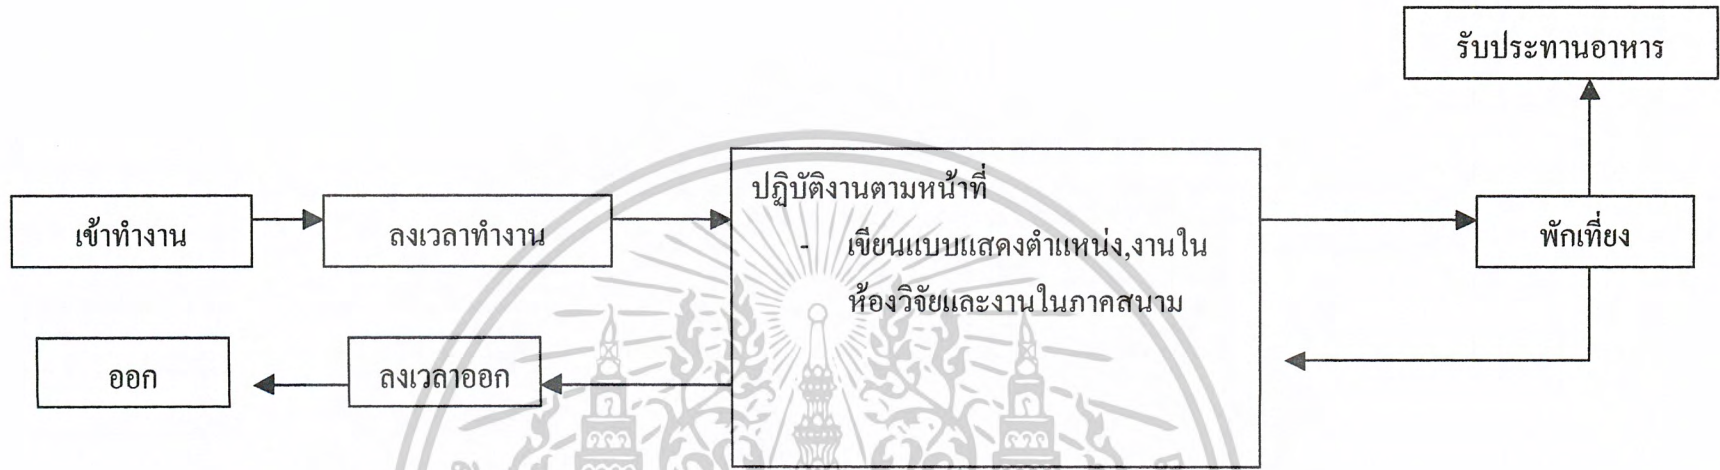 รับประทานอาหาร
เข้าทำงาน
ลงเวลาทำงาน
ปฏิบัติงานตามหน้าที่
- เขียนแบบแสดงตำแหน่ง,งานใน
ห้องวิจัยและงานในภาคสนาม
พักเที่ยง
ออก
ลงเวลาออก